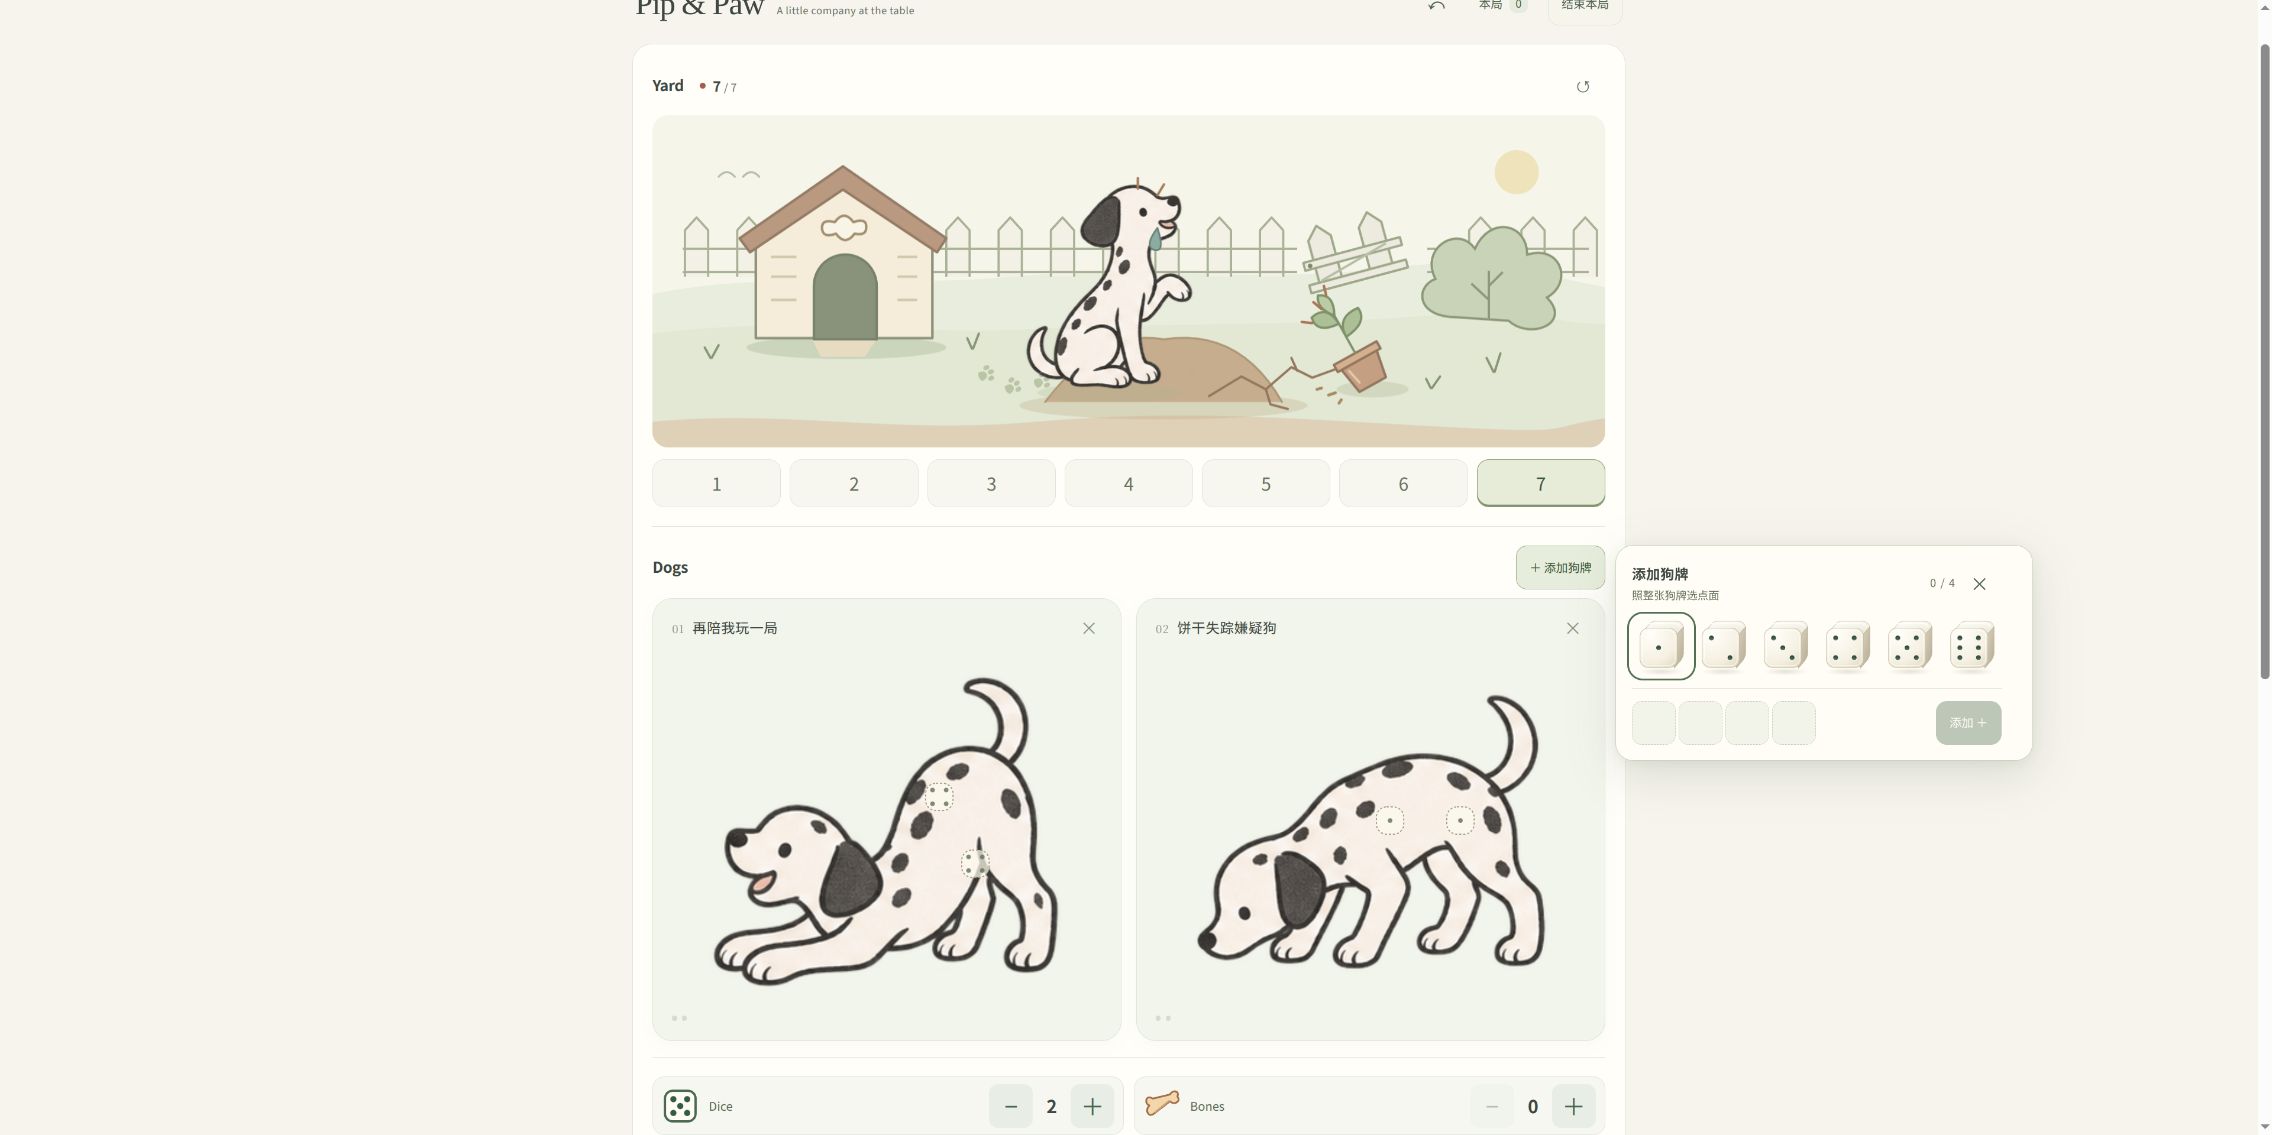 Pip & Paw A little company at the table
本局 0 结束本局
Yard 7 / 7
1 2 3 4 5 6 7
Dogs
+ 添加狗牌
添加狗牌
0 / 4
照整张狗牌选点面
添加 +
01 再陪我玩一局
02 饼干失踪嫌疑狗
Dice − 2 +
Bones − 0 +